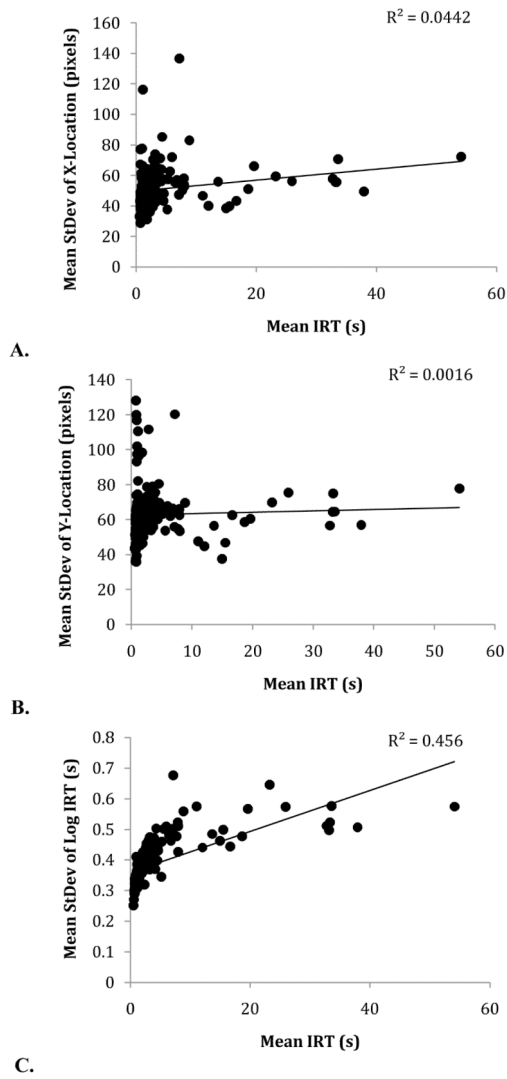 R² = 0.0442
Mean StDev of X-Location (pixels)
160
140
120
100
80
60
40
20
0
0 20 40 60
Mean IRT (s)
A.
R² = 0.0016
Mean StDev of Y-Location (pixels)
140
120
100
80
60
40
20
0
0 10 20 30 40 50 60
Mean IRT (s)
B.
R² = 0.456
Mean StDev of Log IRT (s)
0.8
0.7
0.6
0.5
0.4
0.3
0.2
0.1
0
0 20 40 60
Mean IRT (s)
C.